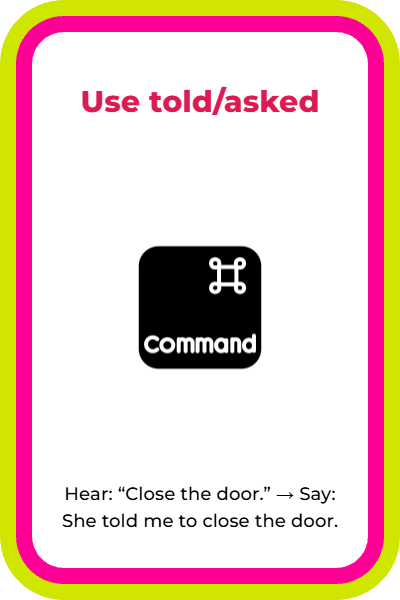 Use told/asked
Command
Hear: “Close the door.” → Say:
She told me to close the door.